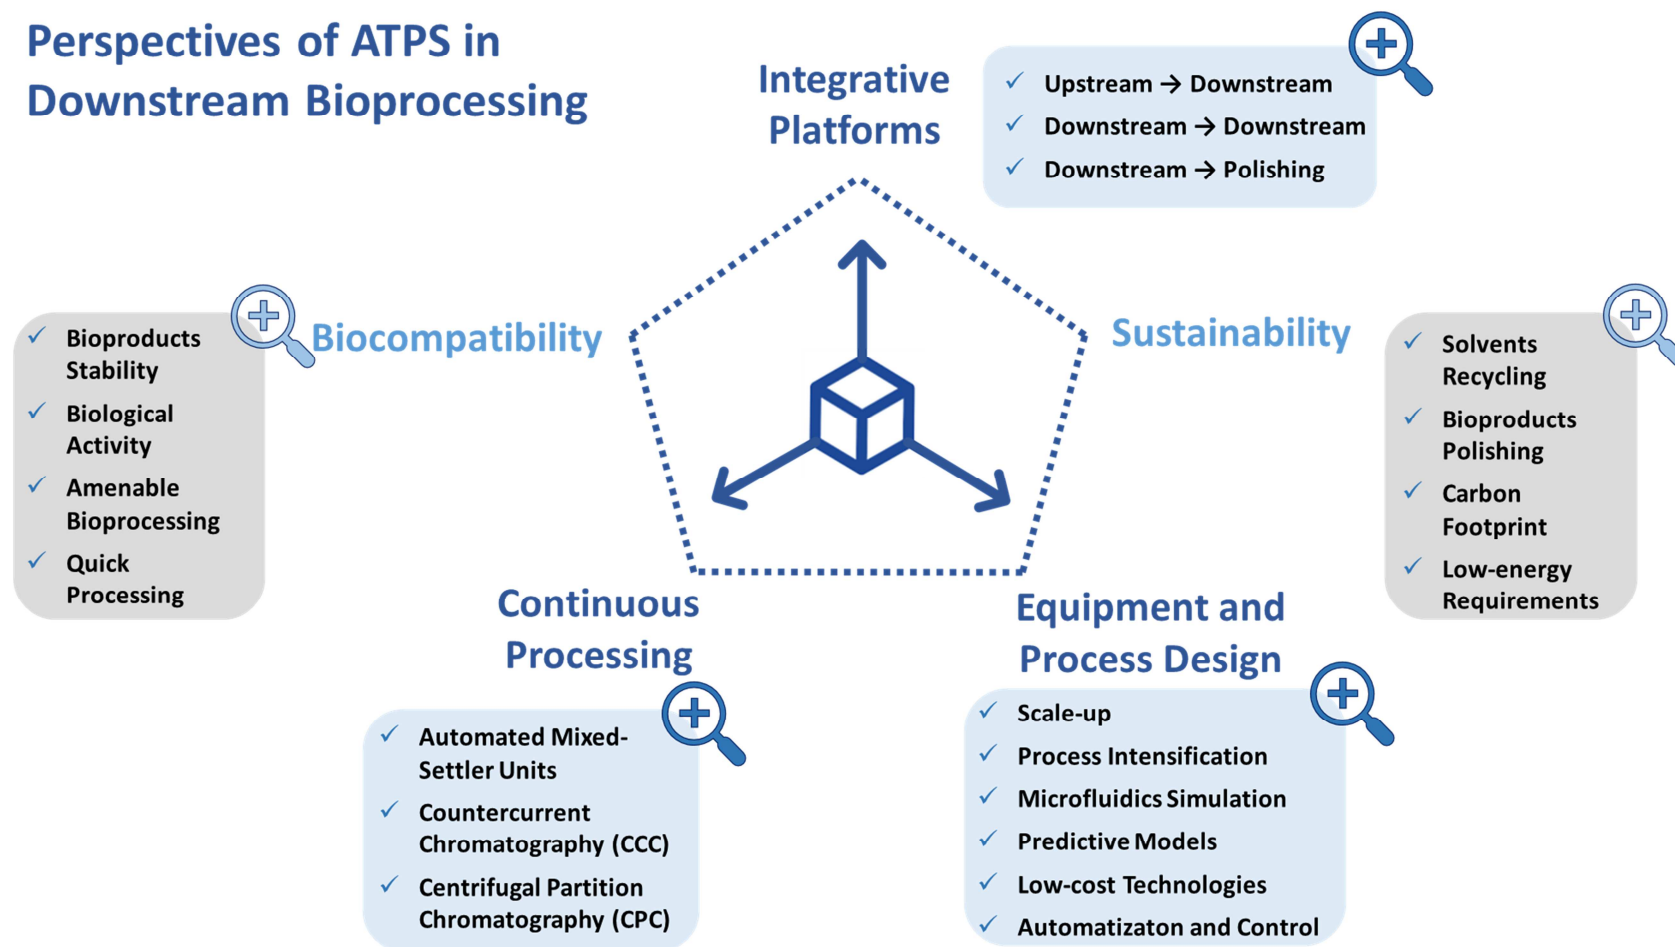 Perspectives of ATPS in
Downstream Bioprocessing
Integrative
Platforms
✓ Upstream → Downstream
✓ Downstream → Downstream
✓ Downstream → Polishing
Biocompatibility
✓ Bioproducts
Stability
✓ Biological
Activity
✓ Amenable
Bioprocessing
✓ Quick
Processing
Sustainability
✓ Solvents
Recycling
✓ Bioproducts
Polishing
✓ Carbon
Footprint
✓ Low-energy
Requirements
Continuous
Processing
✓ Automated Mixed-
Settler Units
✓ Countercurrent
Chromatography (CCC)
✓ Centrifugal Partition
Chromatography (CPC)
Equipment and
Process Design
✓ Scale-up
✓ Process Intensification
✓ Microfluidics Simulation
✓ Predictive Models
✓ Low-cost Technologies
✓ Automatizaton and Control